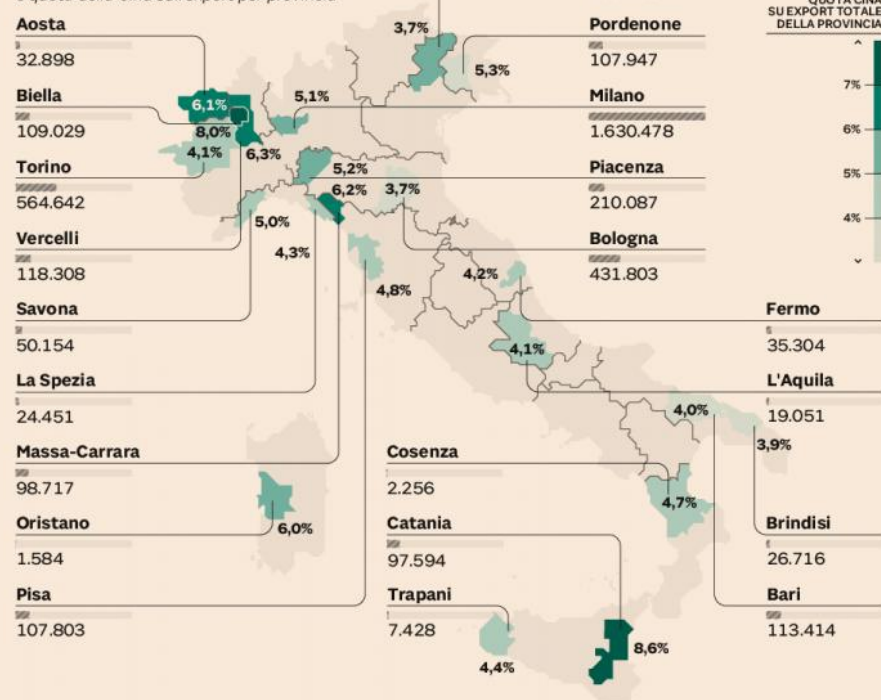 QUOTA CINA
SU EXPORT TOTALE
DELLA PROVINCIA
7%
6%
5%
4%
Aosta
32.898
Biella
109.029
Torino
564.642
Vercelli
118.308
Savona
50.154
La Spezia
24.451
Massa-Carrara
98.717
Oristano
1.584
Pisa
107.803
3,7%
5,3%
6,1%
5,1%
8,0%
4,1%
6,3%
5,2%
6,2%
3,7%
5,0%
4,3%
4,2%
4,8%
4,1%
4,0%
3,9%
4,7%
6,0%
4,4%
8,6%
Pordenone
107.947
Milano
1.630.478
Piacenza
210.087
Bologna
431.803
Cosenza
2.256
Catania
97.594
Trapani
7.428
Fermo
35.304
L'Aquila
19.051
Brindisi
26.716
Bari
113.414